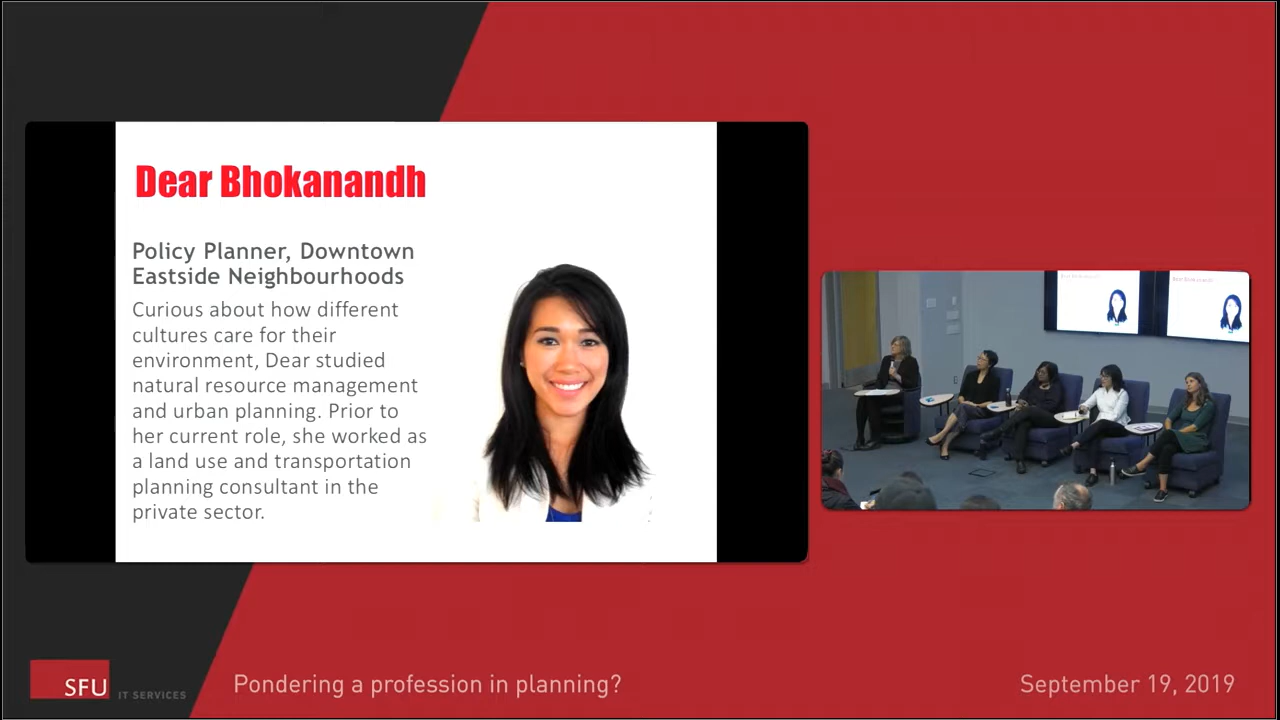 Dear Bhokanandh
Policy Planner, Downtown
Eastside Neighbourhoods
Curious about how different
cultures care for their
environment, Dear studied
natural resource management
and urban planning. Prior to
her current role, she worked as
a land use and transportation
planning consultant in the
private sector.
SFU IT SERVICES
Pondering a profession in planning?
September 19, 2019